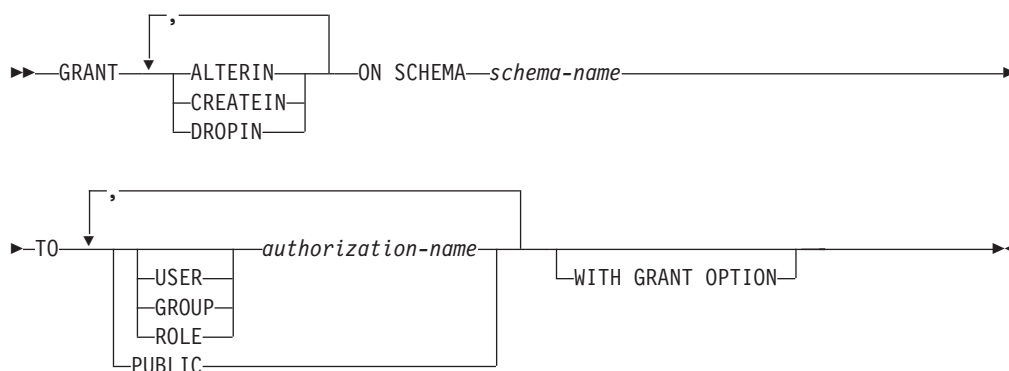 ,
GRANT ALTERIN ON SCHEMA schema-name
CREATEIN
DROPIN
,
TO authorization-name
USER WITH GRANT OPTION
GROUP
ROLE
PUBLIC